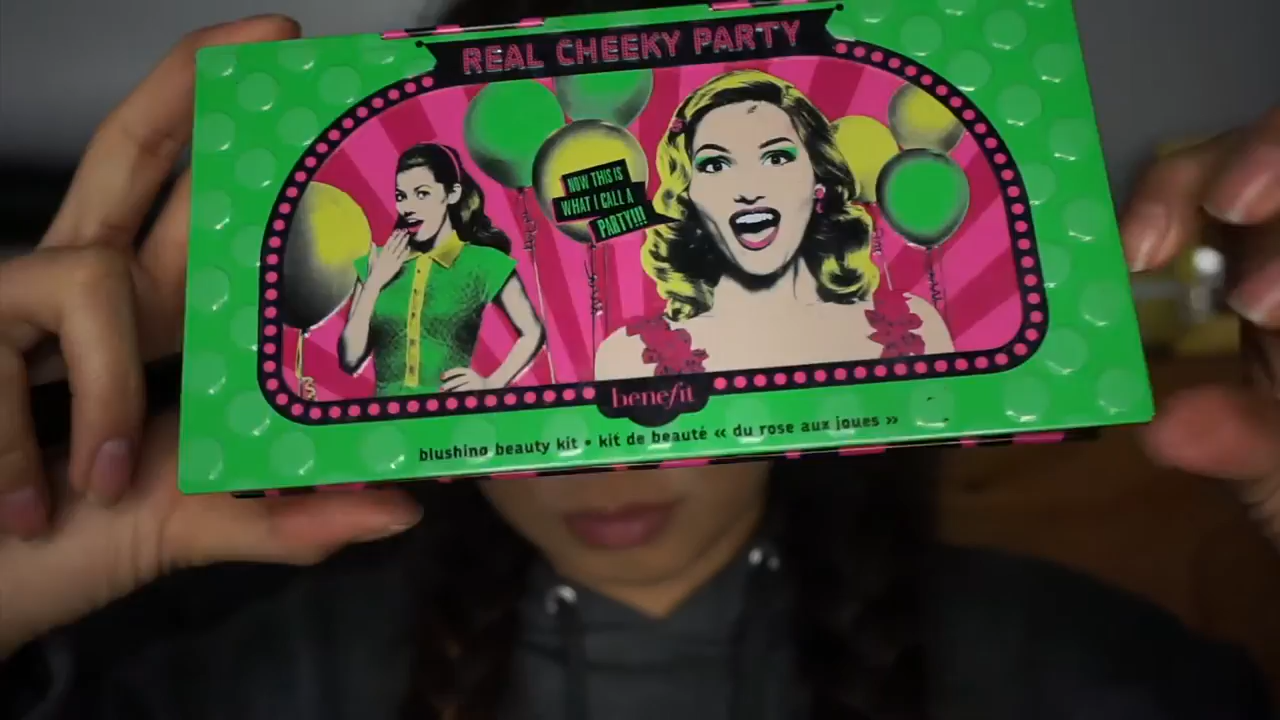 REAL CHEEKY PARTY
NOW THIS IS
WHAT I CALL A
PARTY!!!
benefit
blushing beauty kit • kit de beauté « du rose aux joues »